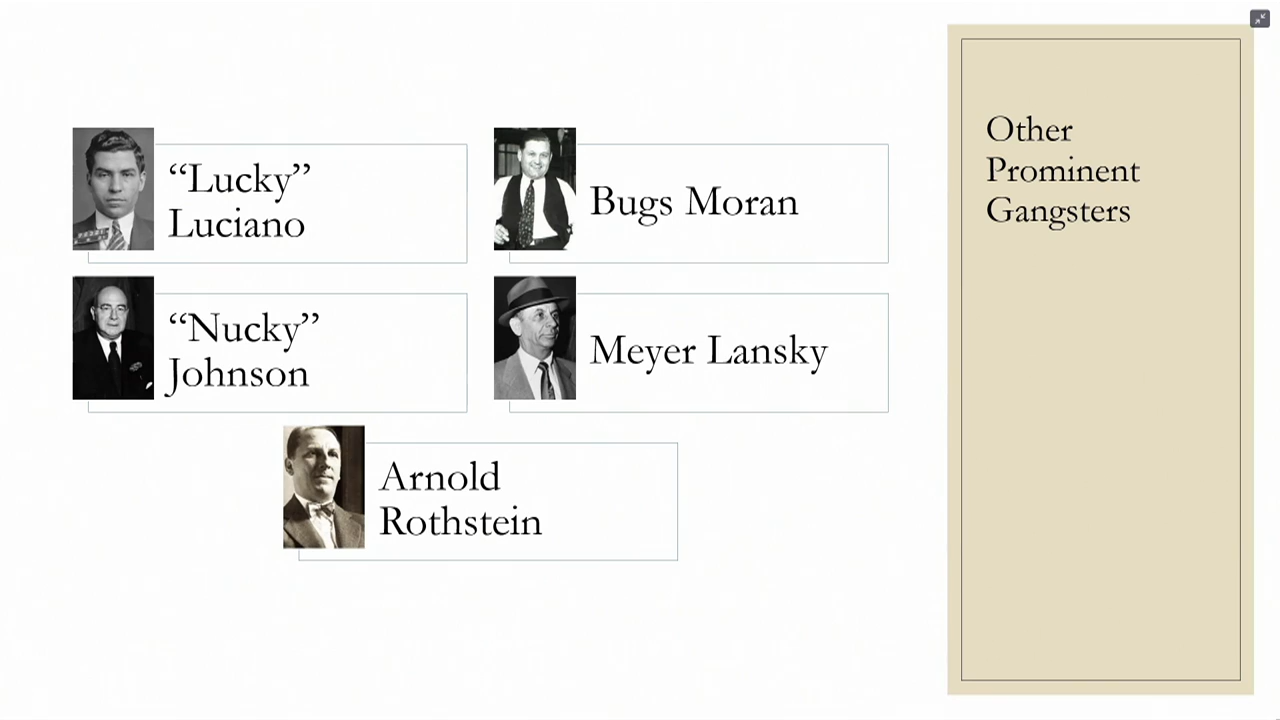 “Lucky”
Luciano
Bugs Moran
“Nucky”
Johnson
Meyer Lansky
Arnold
Rothstein
Other
Prominent
Gangsters